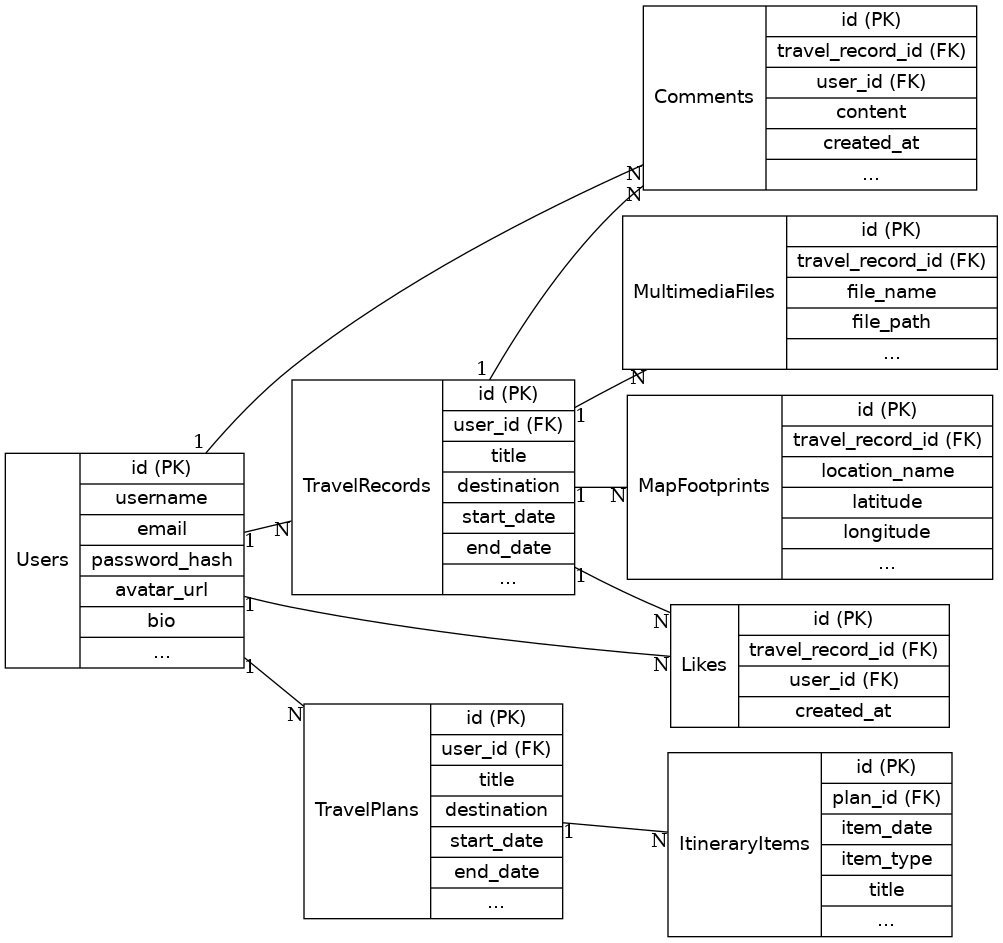 Comments
id (PK)
travel_record_id (FK)
user_id (FK)
content
created_at
...
N
N
MultimediaFiles
id (PK)
travel_record_id (FK)
file_name
file_path
...
N
1
TravelRecords
id (PK)
user_id (FK)
title
destination
start_date
end_date
...
1
1
1
N
MapFootprints
id (PK)
travel_record_id (FK)
location_name
latitude
longitude
...
N
1
Users
id (PK)
username
email
password_hash
avatar_url
bio
...
1
1
1
Likes
id (PK)
travel_record_id (FK)
user_id (FK)
created_at
N
N
TravelPlans
id (PK)
user_id (FK)
title
destination
start_date
end_date
...
N
1
ItineraryItems
id (PK)
plan_id (FK)
item_date
item_type
title
...
N